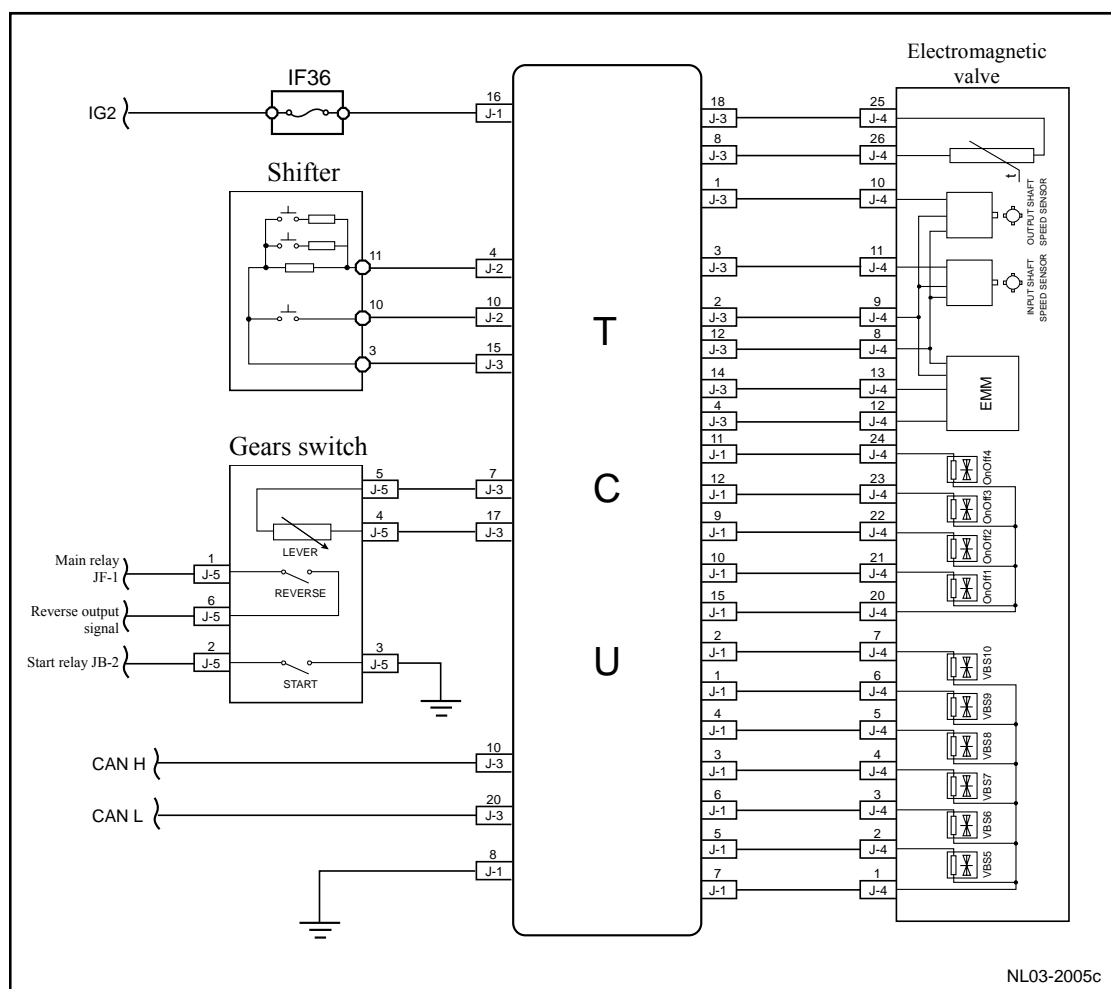 IF36
IG2
16
J-1
Shifter
11
4
J-2
10
10
J-2
3
15
J-3
Gears switch
5
J-5
7
J-3
4
J-5
17
J-3
LEVER
Main relay
JF-1
1
J-5
REVERSE
Reverse output
signal
6
J-5
Start relay JB-2
2
J-5
3
J-5
START
CAN H
10
J-3
CAN L
20
J-3
8
J-1
T
C
U
Electromagnetic
valve
18
J-3
25
J-4
8
J-3
26
J-4
t
1
J-3
10
J-4
OUTPUT SHAFT
SPEED SENSOR
3
J-3
11
J-4
INPUT SHAFT
SPEED SENSOR
2
J-3
9
J-4
12
J-3
8
J-4
14
J-3
13
J-4
EMM
4
J-3
12
J-4
11
J-1
24
J-4
OnOff4
12
J-1
23
J-4
OnOff3
9
J-1
22
J-4
OnOff2
10
J-1
21
J-4
OnOff1
15
J-1
20
J-4
2
J-1
7
J-4
VBS10
1
J-1
6
J-4
VBS9
4
J-1
5
J-4
VBS8
3
J-1
4
J-4
VBS7
6
J-1
3
J-4
VBS6
5
J-1
2
J-4
VBS5
7
J-1
1
J-4
NL03-2005c